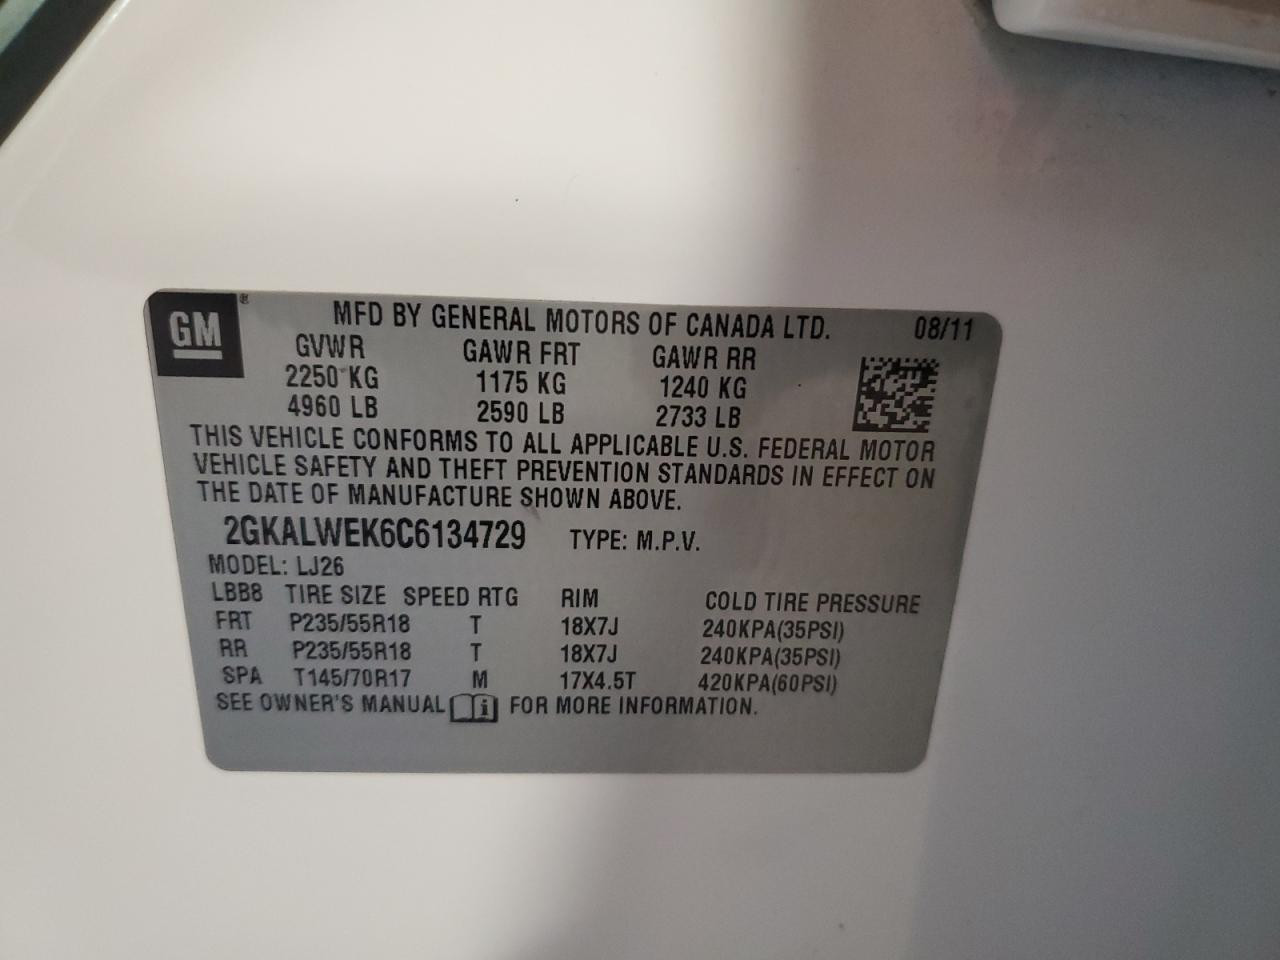 GM ® MFD BY GENERAL MOTORS OF CANADA LTD. 08/11
GVWR GAWR FRT GAWR RR
2250 KG 1175 KG 1240 KG
4960 LB 2590 LB 2733 LB
THIS VEHICLE CONFORMS TO ALL APPLICABLE U.S. FEDERAL MOTOR
VEHICLE SAFETY AND THEFT PREVENTION STANDARDS IN EFFECT ON
THE DATE OF MANUFACTURE SHOWN ABOVE.
2GKALWEK6C6134729 TYPE: M.P.V.
MODEL: LJ26
LBB8 TIRE SIZE SPEED RTG RIM COLD TIRE PRESSURE
FRT P235/55R18 T 18X7J 240KPA(35PSI)
RR P235/55R18 T 18X7J 240KPA(35PSI)
SPA T145/70R17 M 17X4.5T 420KPA(60PSI)
SEE OWNER'S MANUAL i FOR MORE INFORMATION.